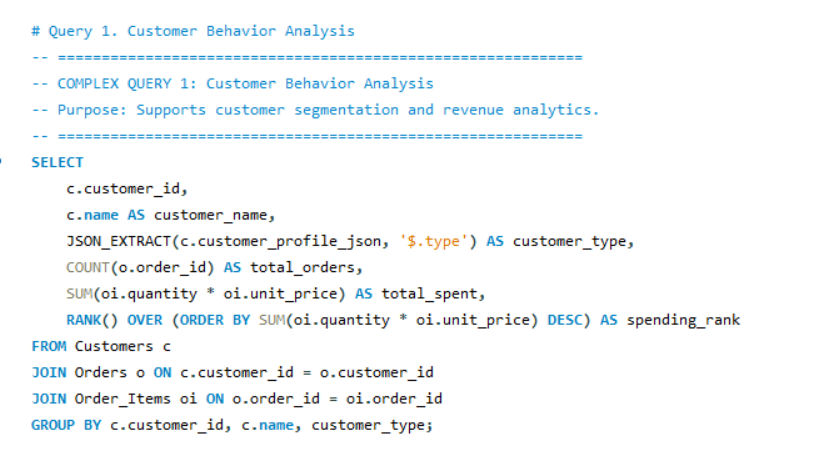 # Query 1. Customer Behavior Analysis
-- ============================================================
-- COMPLEX QUERY 1: Customer Behavior Analysis
-- Purpose: Supports customer segmentation and revenue analytics.
-- ============================================================
SELECT
    c.customer_id,
    c.name AS customer_name,
    JSON_EXTRACT(c.customer_profile_json, '$.type') AS customer_type,
    COUNT(o.order_id) AS total_orders,
    SUM(oi.quantity * oi.unit_price) AS total_spent,
    RANK() OVER (ORDER BY SUM(oi.quantity * oi.unit_price) DESC) AS spending_rank
FROM Customers c
JOIN Orders o ON c.customer_id = o.customer_id
JOIN Order_Items oi ON o.order_id = oi.order_id
GROUP BY c.customer_id, c.name, customer_type;